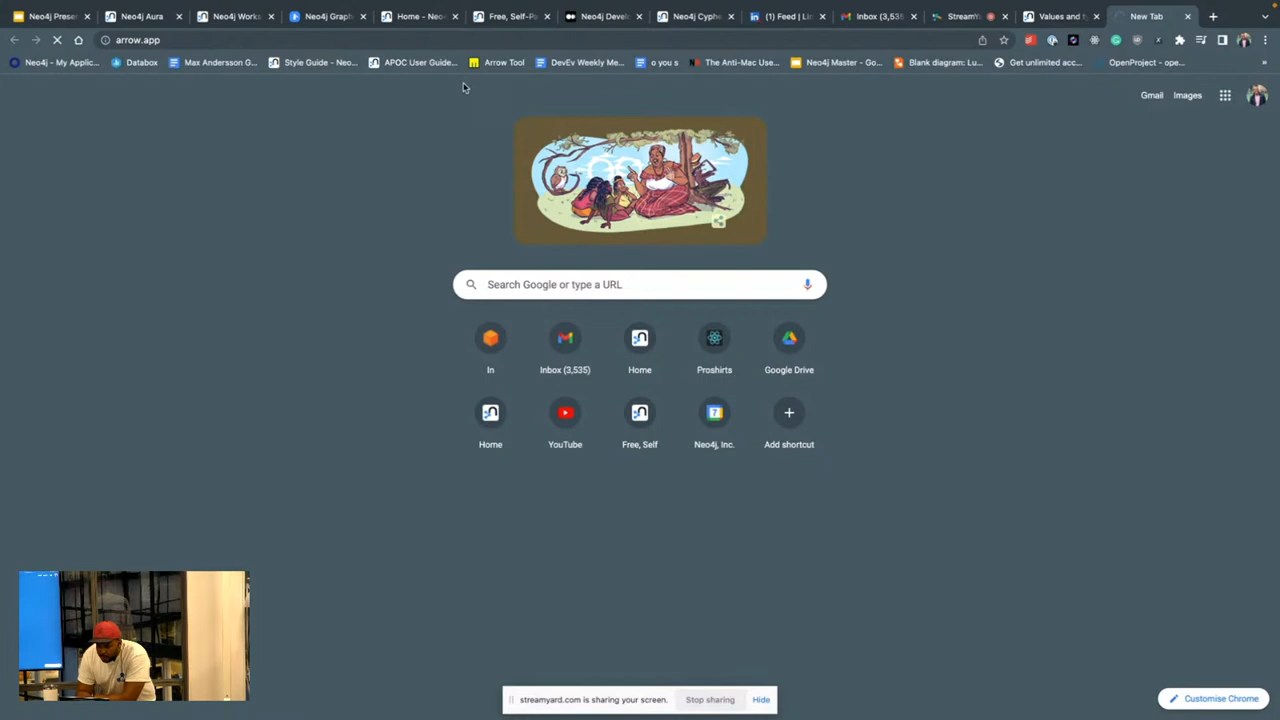 Neo4j Prese
Neo4j Aura
Neo4j Works
Neo4j Graph
Home - Neo
Free, Self-P
Neo4j Devel
(1) Feed | Lin
Neo4j Cyphe
Inbox (3,535
StreamY
Values and t
New Tab
arrow.app
Neo4j - My Applic...
Databox
Max Andersson G...
Style Guide - Neo...
APOC User Guide...
Arrow Tool
DevEv Weekly Me...
o you s
The Anti-Mac Use...
Neo4j Master - Go...
Blank diagram: Lu...
Get unlimited acc...
OpenProject - ope...
»
Gmail
Images
Search Google or type a URL
In
Inbox (3,535)
Home
Proshirts
Google Drive
7
Home
YouTube
Free, Self
Neo4j, Inc.
Add shortcut
streamyard.com is sharing your screen.
Stop sharing
Hide
Customise Chrome